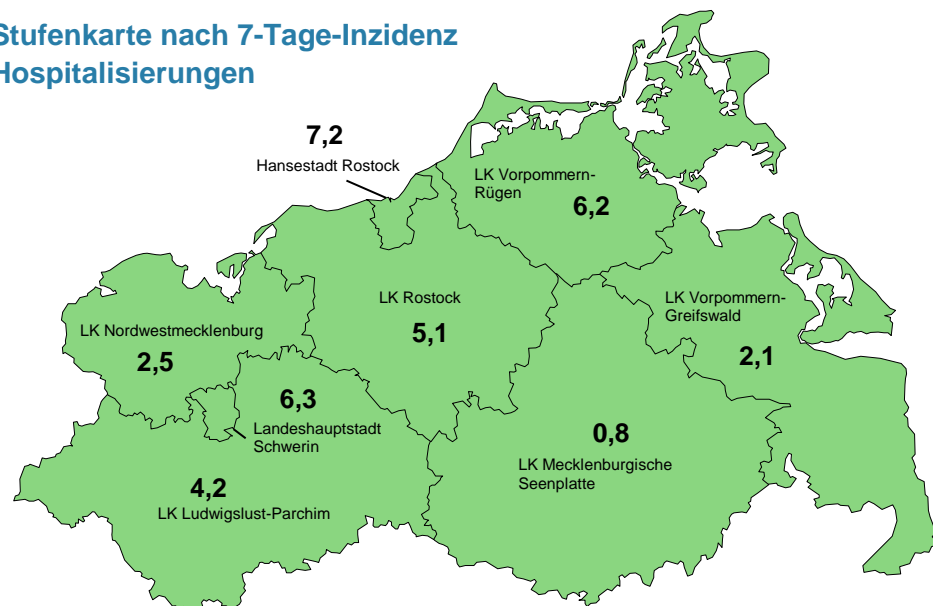 Stufenkarte nach 7-Tage-Inzidenz
Hospitalisierungen
7,2
Hansestadt Rostock
LK Vorpommern-
Rügen
6,2
LK Rostock
5,1
LK Vorpommern-
Greifswald
2,1
LK Nordwestmecklenburg
2,5
6,3
Landeshauptstadt
Schwerin
0,8
LK Mecklenburgische
Seenplatte
4,2
LK Ludwigslust-Parchim